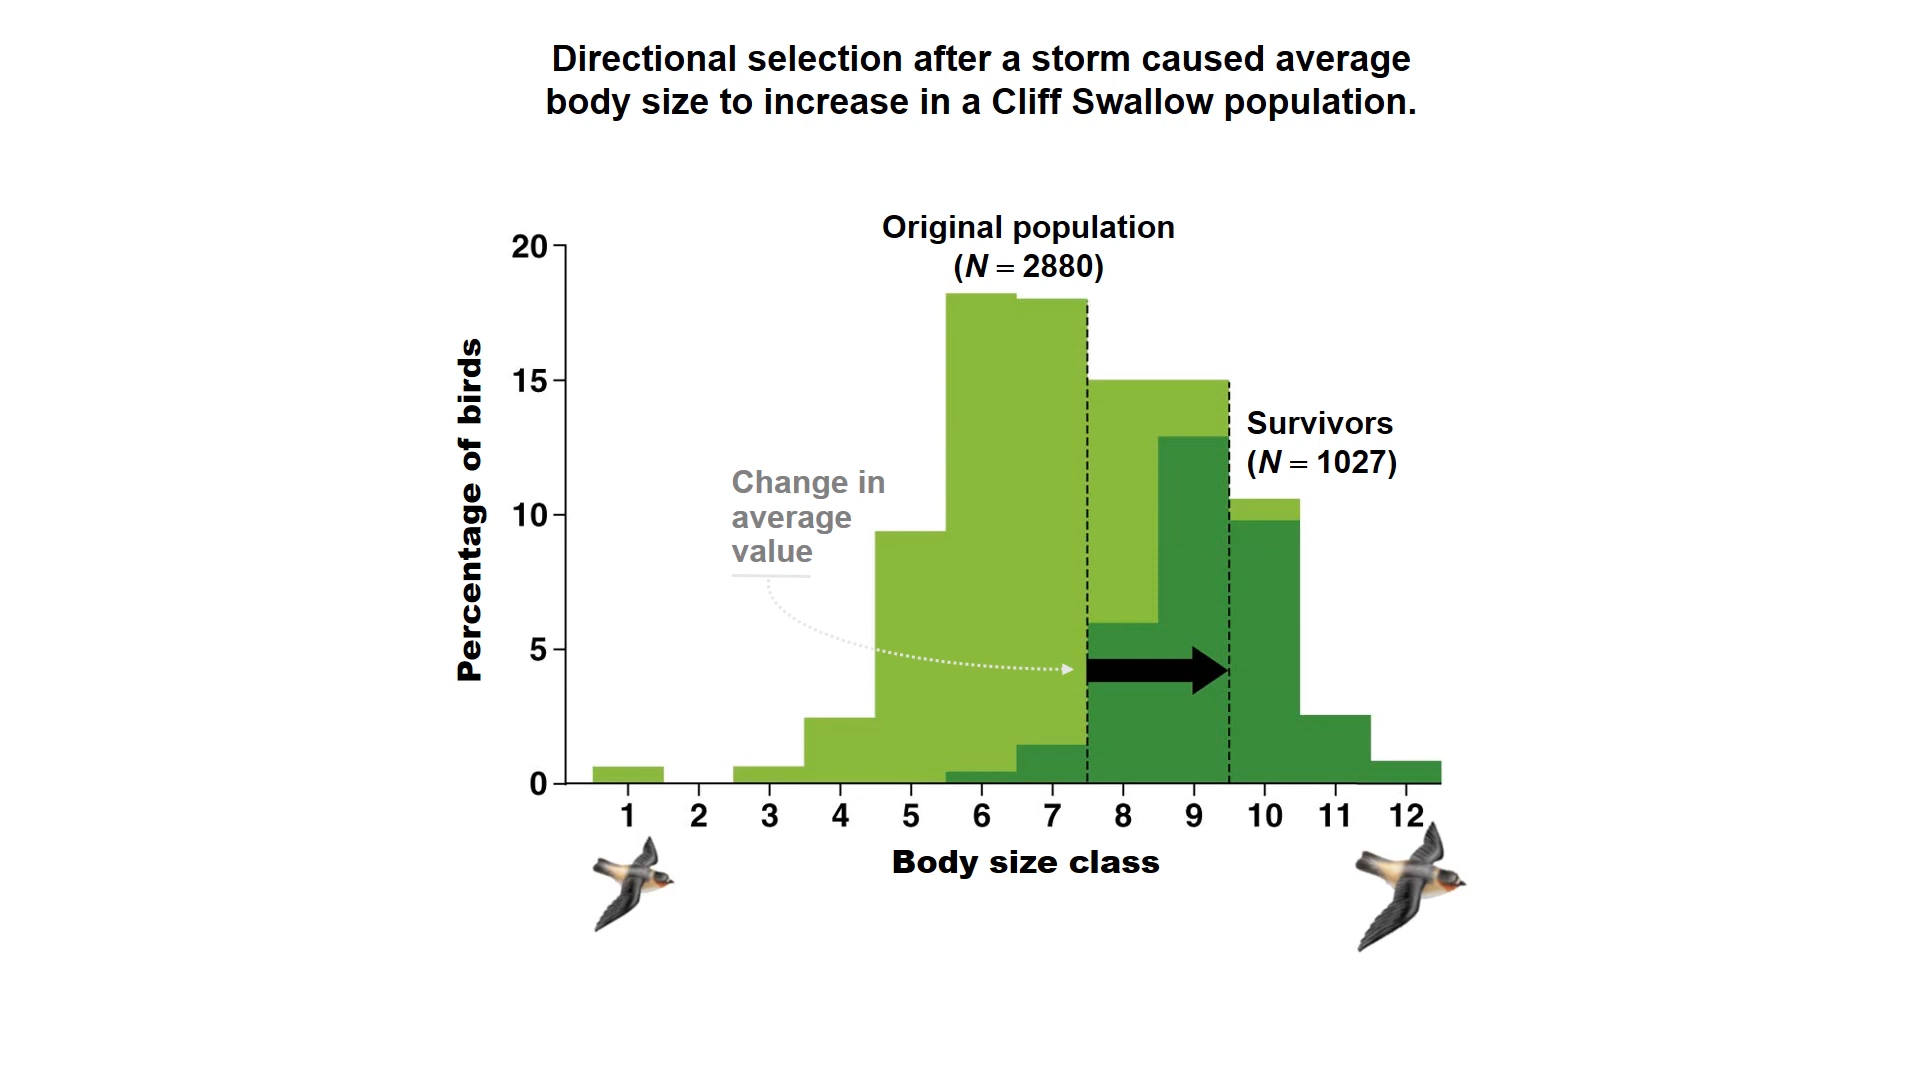 Directional selection after a storm caused average
body size to increase in a Cliff Swallow population.
Original population
(N = 2880)
Survivors
(N = 1027)
Change in
average
value
Percentage of birds
20
15
10
5
0
1 2 3 4 5 6 7 8 9 10 11 12
Body size class